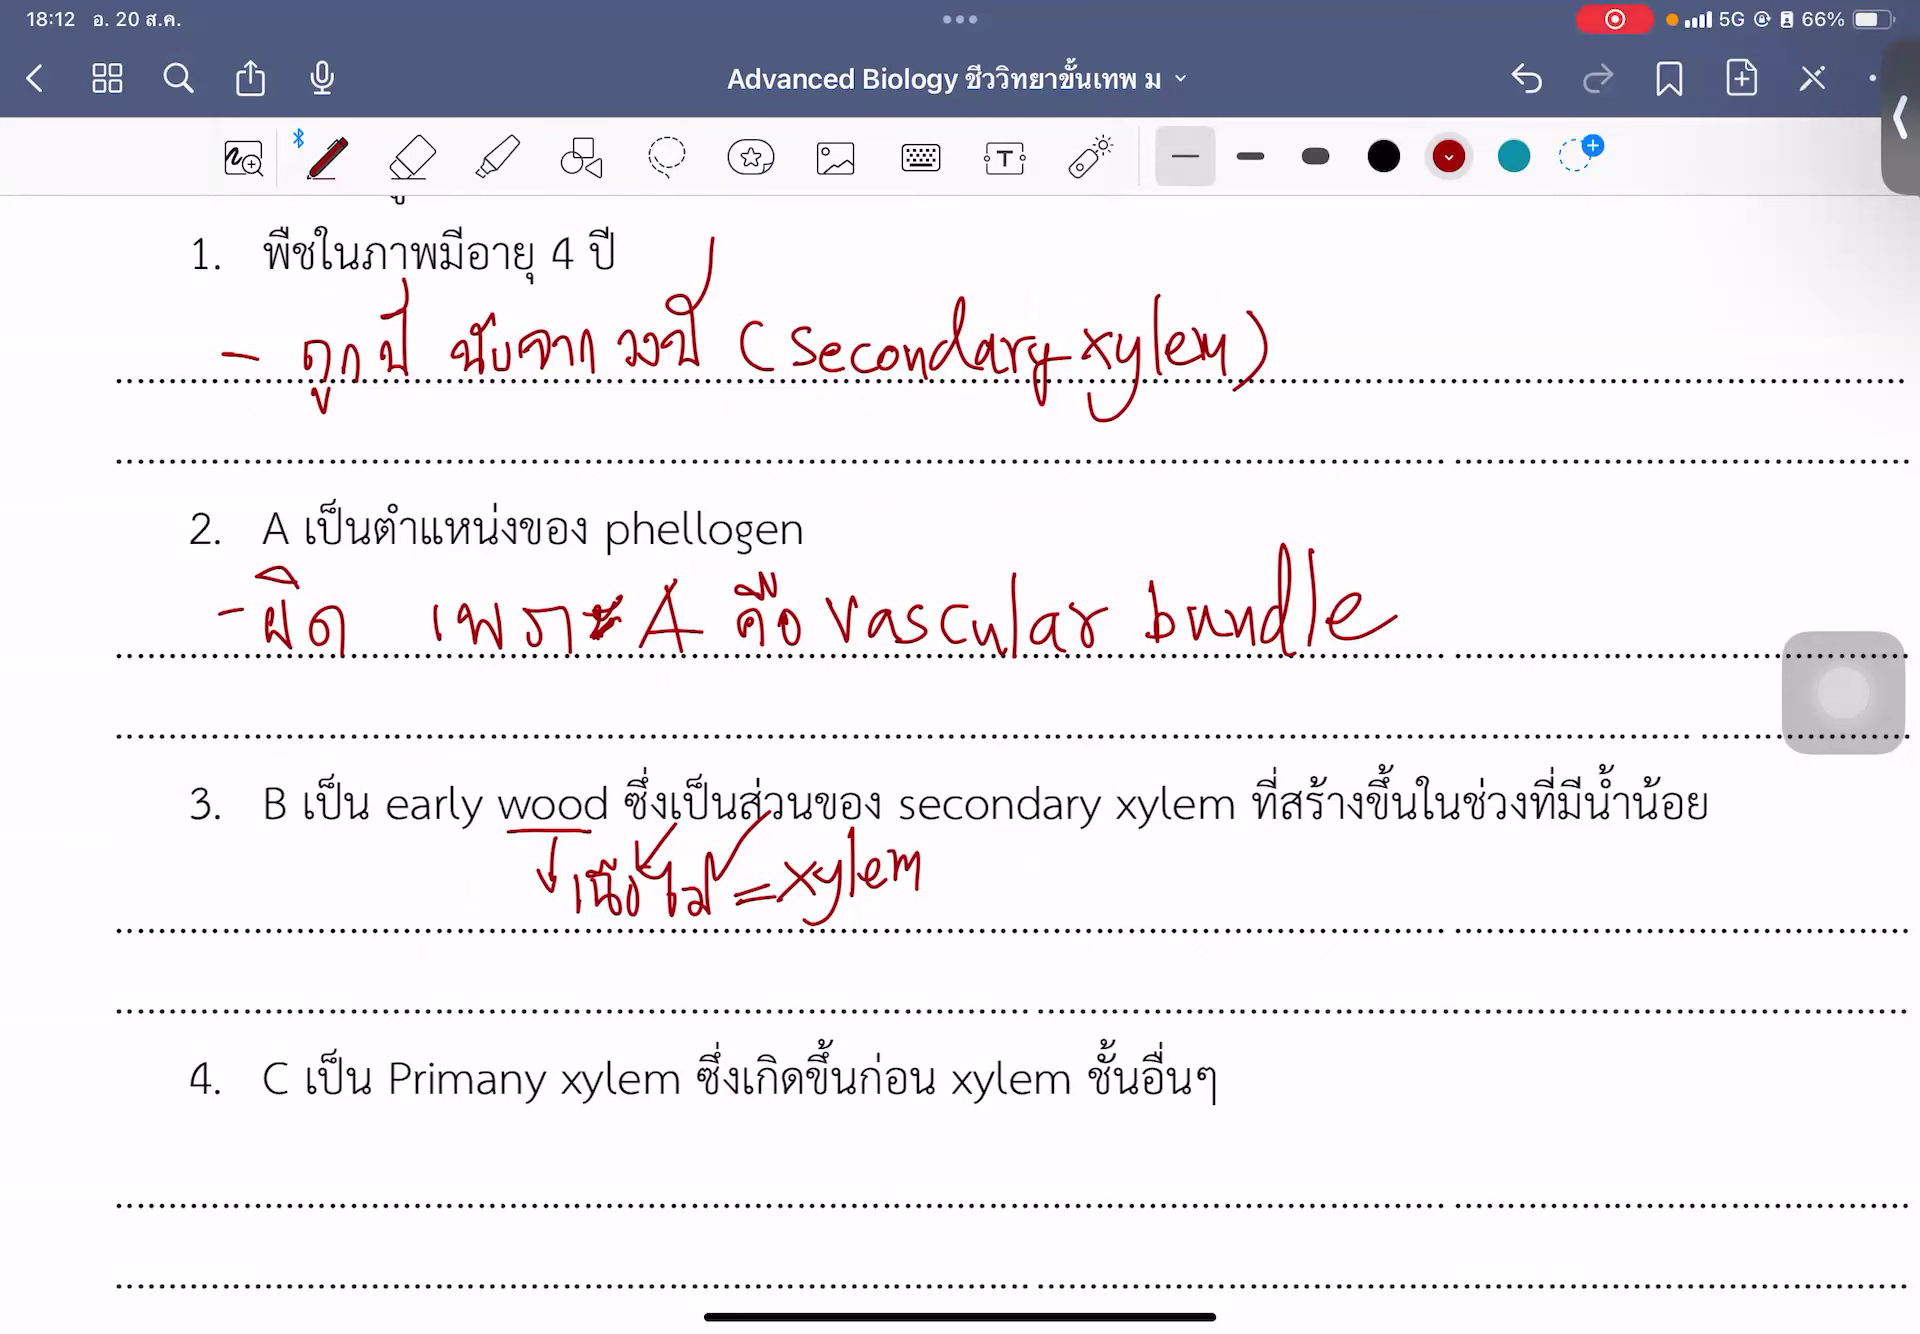 18:12 อ. 20 ส.ค. 5G 66%
Advanced Biology ชีววิทยาขั้นเทพ ม
1. พืชในภาพมีอายุ 4 ปี
- ถูก ปี นับจาก วงปี (secondary xylem)
2. A เป็นตำแหน่งของ phellogen
- ผิด เพราะ A คือ vascular bundle
3. B เป็น early wood ซึ่งเป็นส่วนของ secondary xylem ที่สร้างขึ้นในช่วงที่มีน้ำน้อย
เนื้อไม้ = xylem
4. C เป็น Primany xylem ซึ่งเกิดขึ้นก่อน xylem ชั้นอื่นๆ